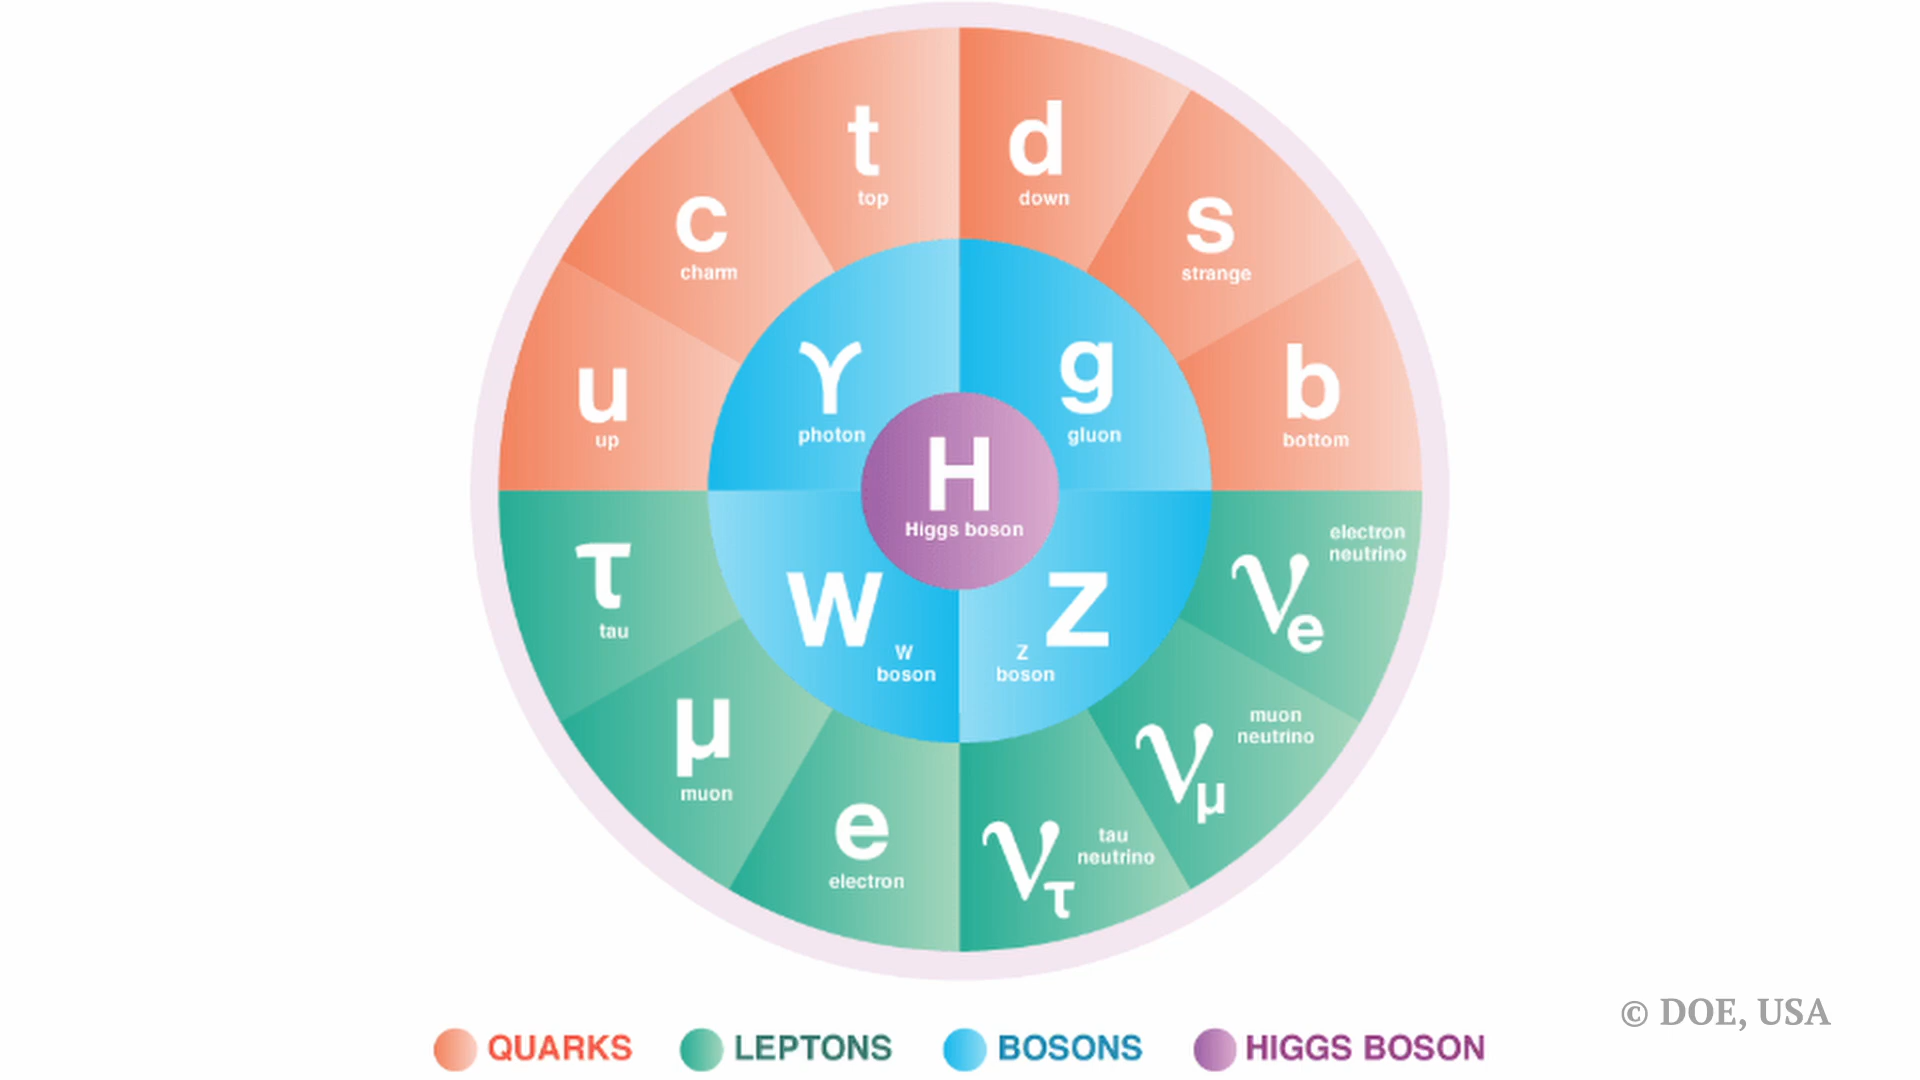 t
top
d
down
c
charm
s
strange
u
up
b
bottom
γ
photon
g
gluon
H
Higgs boson
W
W
boson
Z
Z
boson
τ
tau
μ
muon
e
electron
ντ
tau
neutrino
νμ
muon
neutrino
νe
electron
neutrino
QUARKS
LEPTONS
BOSONS
HIGGS BOSON
© DOE, USA